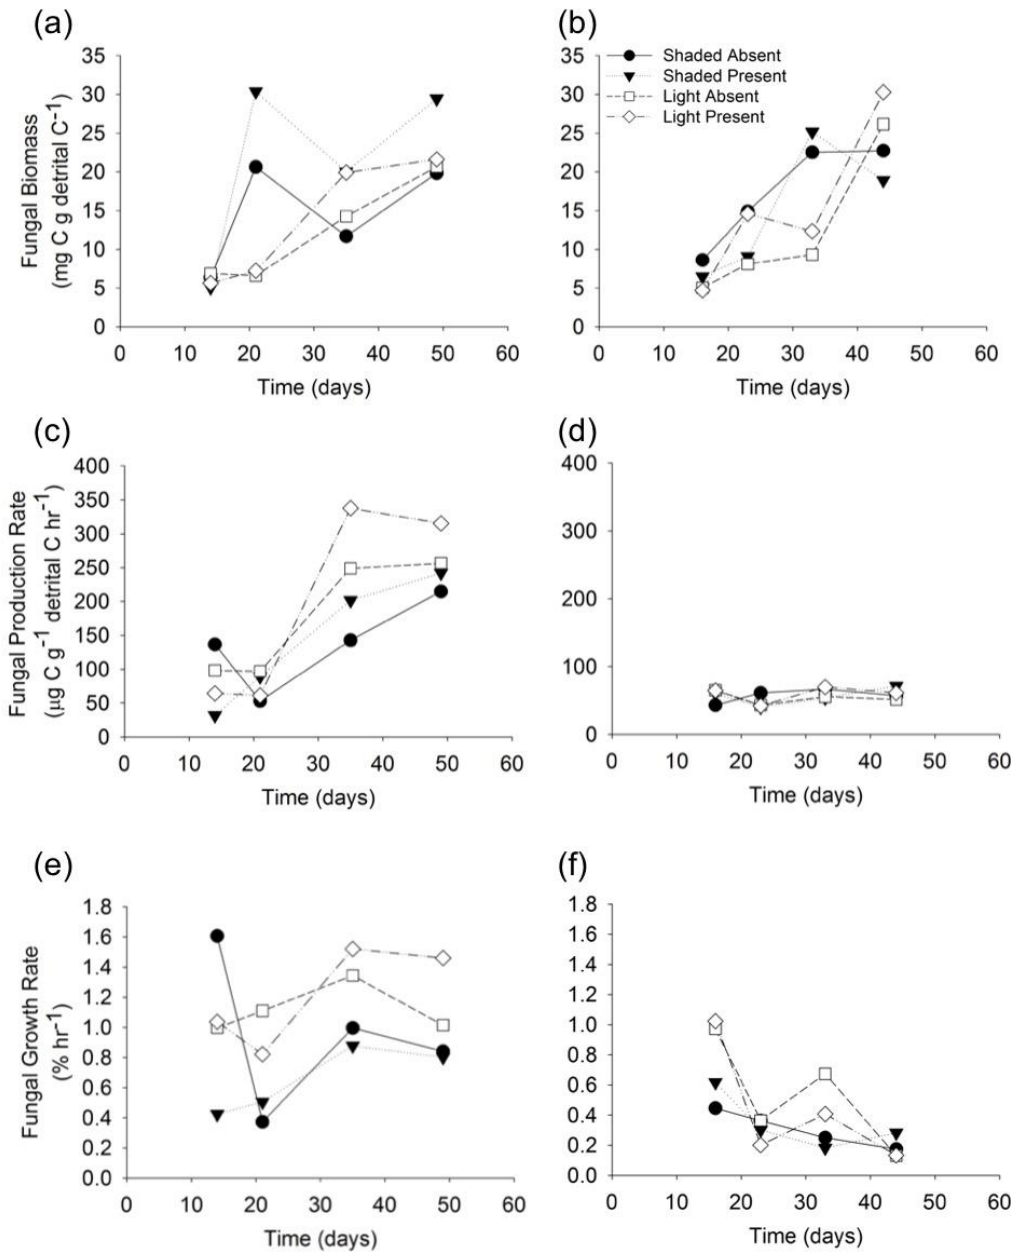 (a)
Fungal Biomass
(mg C g detrital C⁻¹)
35
30
25
20
15
10
5
0
0 10 20 30 40 50 60
Time (days)
(b)
Shaded Absent
Shaded Present
Light Absent
Light Present
35
30
25
20
15
10
5
0
0 10 20 30 40 50 60
Time (days)
(c)
Fungal Production Rate
(µg C g⁻¹ detrital C hr⁻¹)
400
350
300
250
200
150
100
50
0
0 10 20 30 40 50 60
Time (days)
(d)
400
300
200
100
0
0 10 20 30 40 50 60
Time (days)
(e)
Fungal Growth Rate
(% hr⁻¹)
1.8
1.6
1.4
1.2
1.0
0.8
0.6
0.4
0.2
0.0
0 10 20 30 40 50 60
Time (days)
(f)
1.8
1.6
1.4
1.2
1.0
0.8
0.6
0.4
0.2
0.0
0 10 20 30 40 50 60
Time (days)